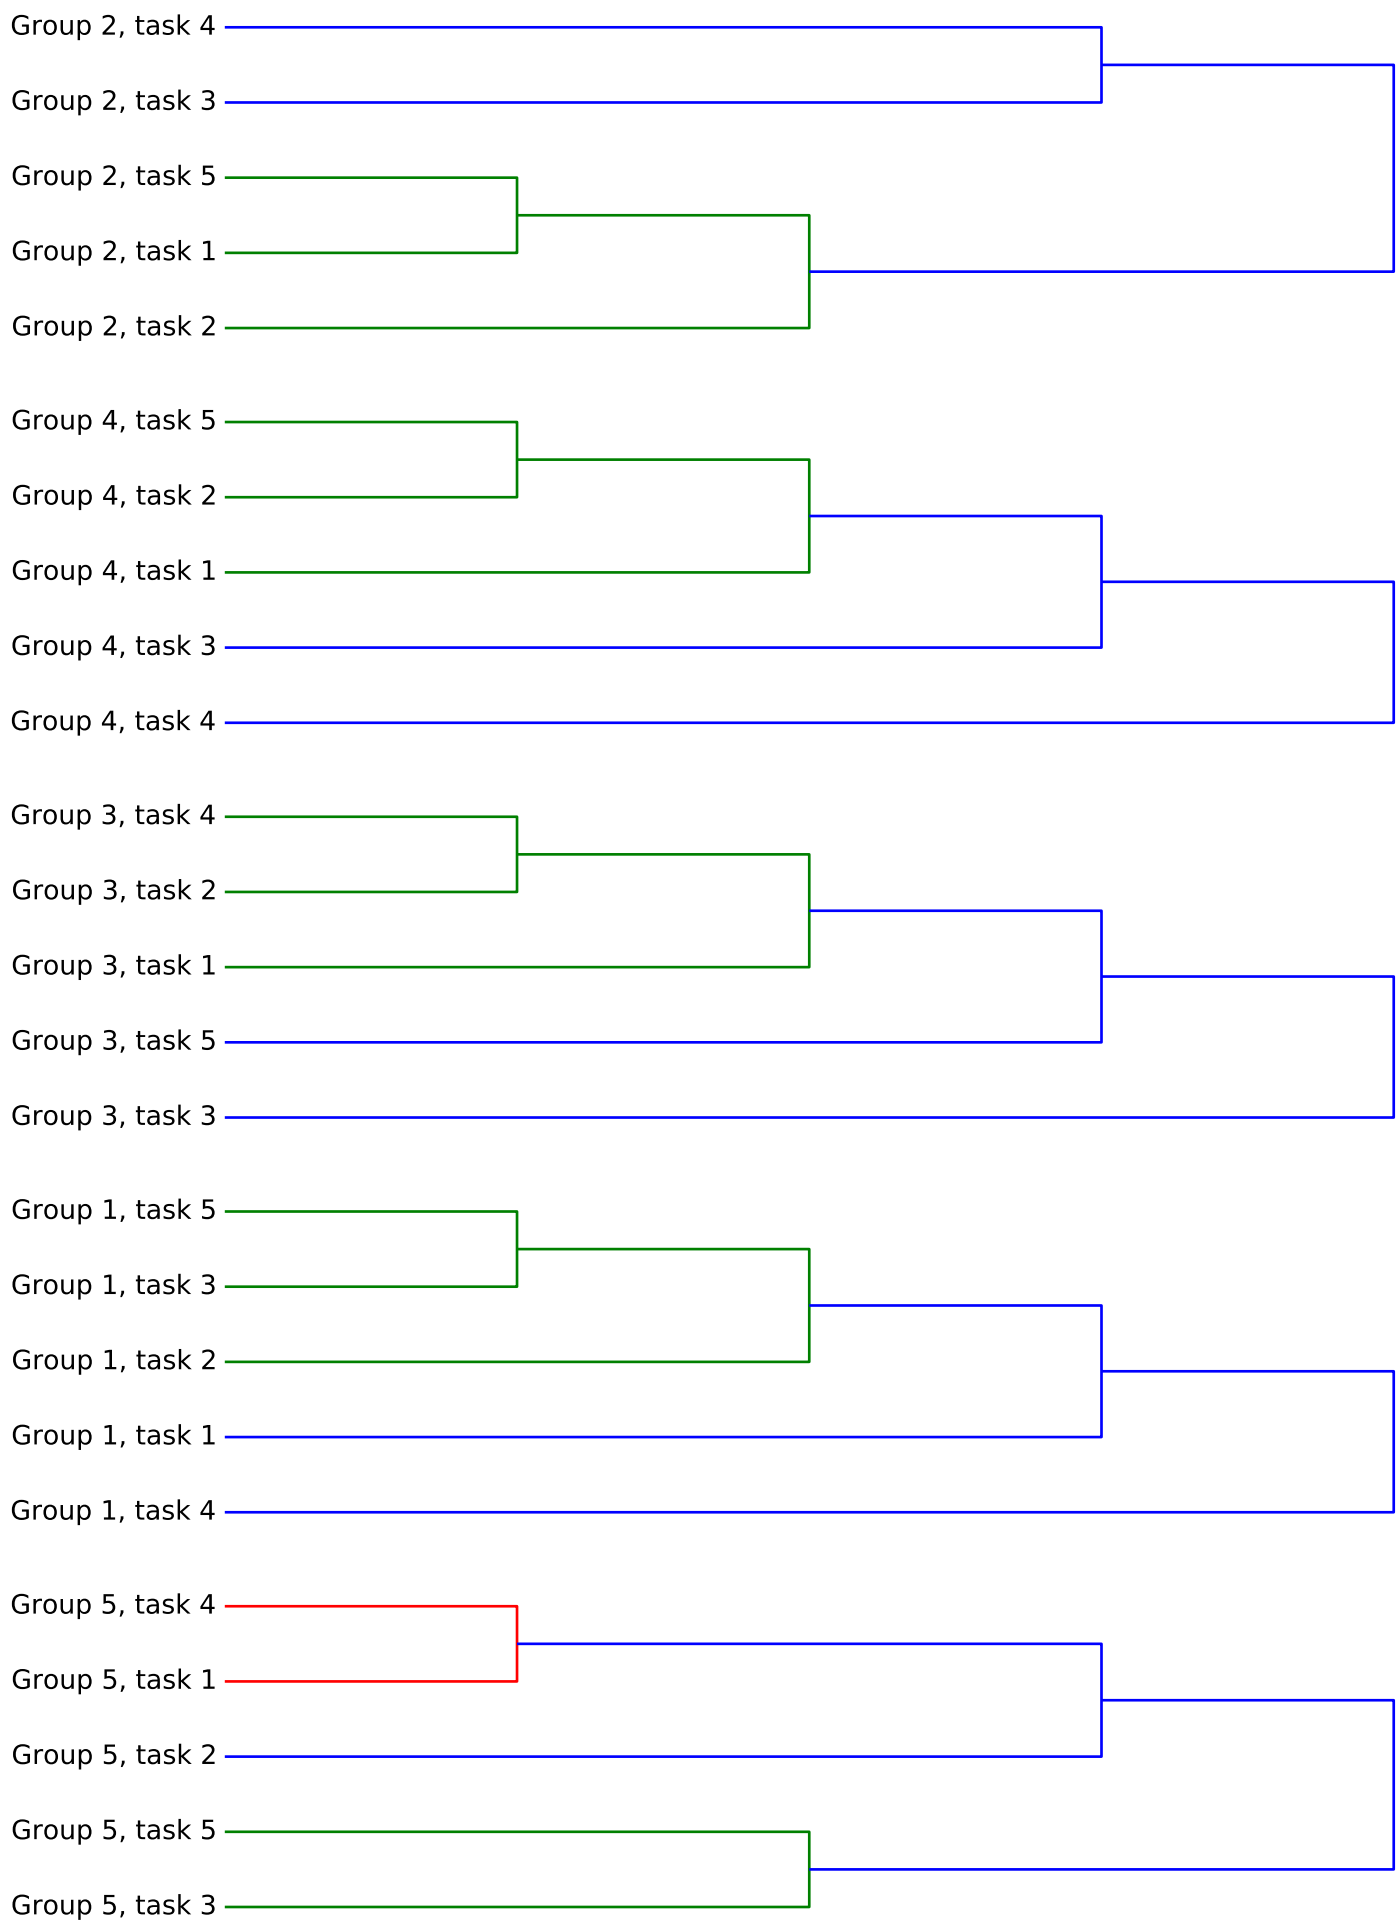 Group 2, task 4
Group 2, task 3
Group 2, task 5
Group 2, task 1
Group 2, task 2
Group 4, task 5
Group 4, task 2
Group 4, task 1
Group 4, task 3
Group 4, task 4
Group 3, task 4
Group 3, task 2
Group 3, task 1
Group 3, task 5
Group 3, task 3
Group 1, task 5
Group 1, task 3
Group 1, task 2
Group 1, task 1
Group 1, task 4
Group 5, task 4
Group 5, task 1
Group 5, task 2
Group 5, task 5
Group 5, task 3